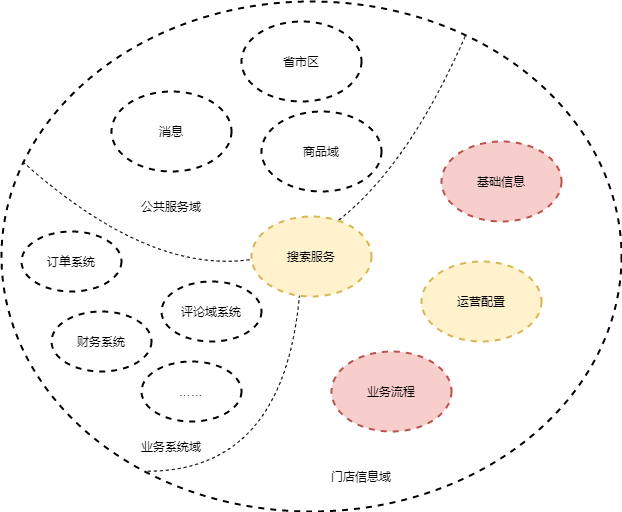 省市区
消息
商品域
基础信息
公共服务域
订单系统
搜索服务
评论域系统
运营配置
财务系统
……
业务流程
业务系统域
门店信息域